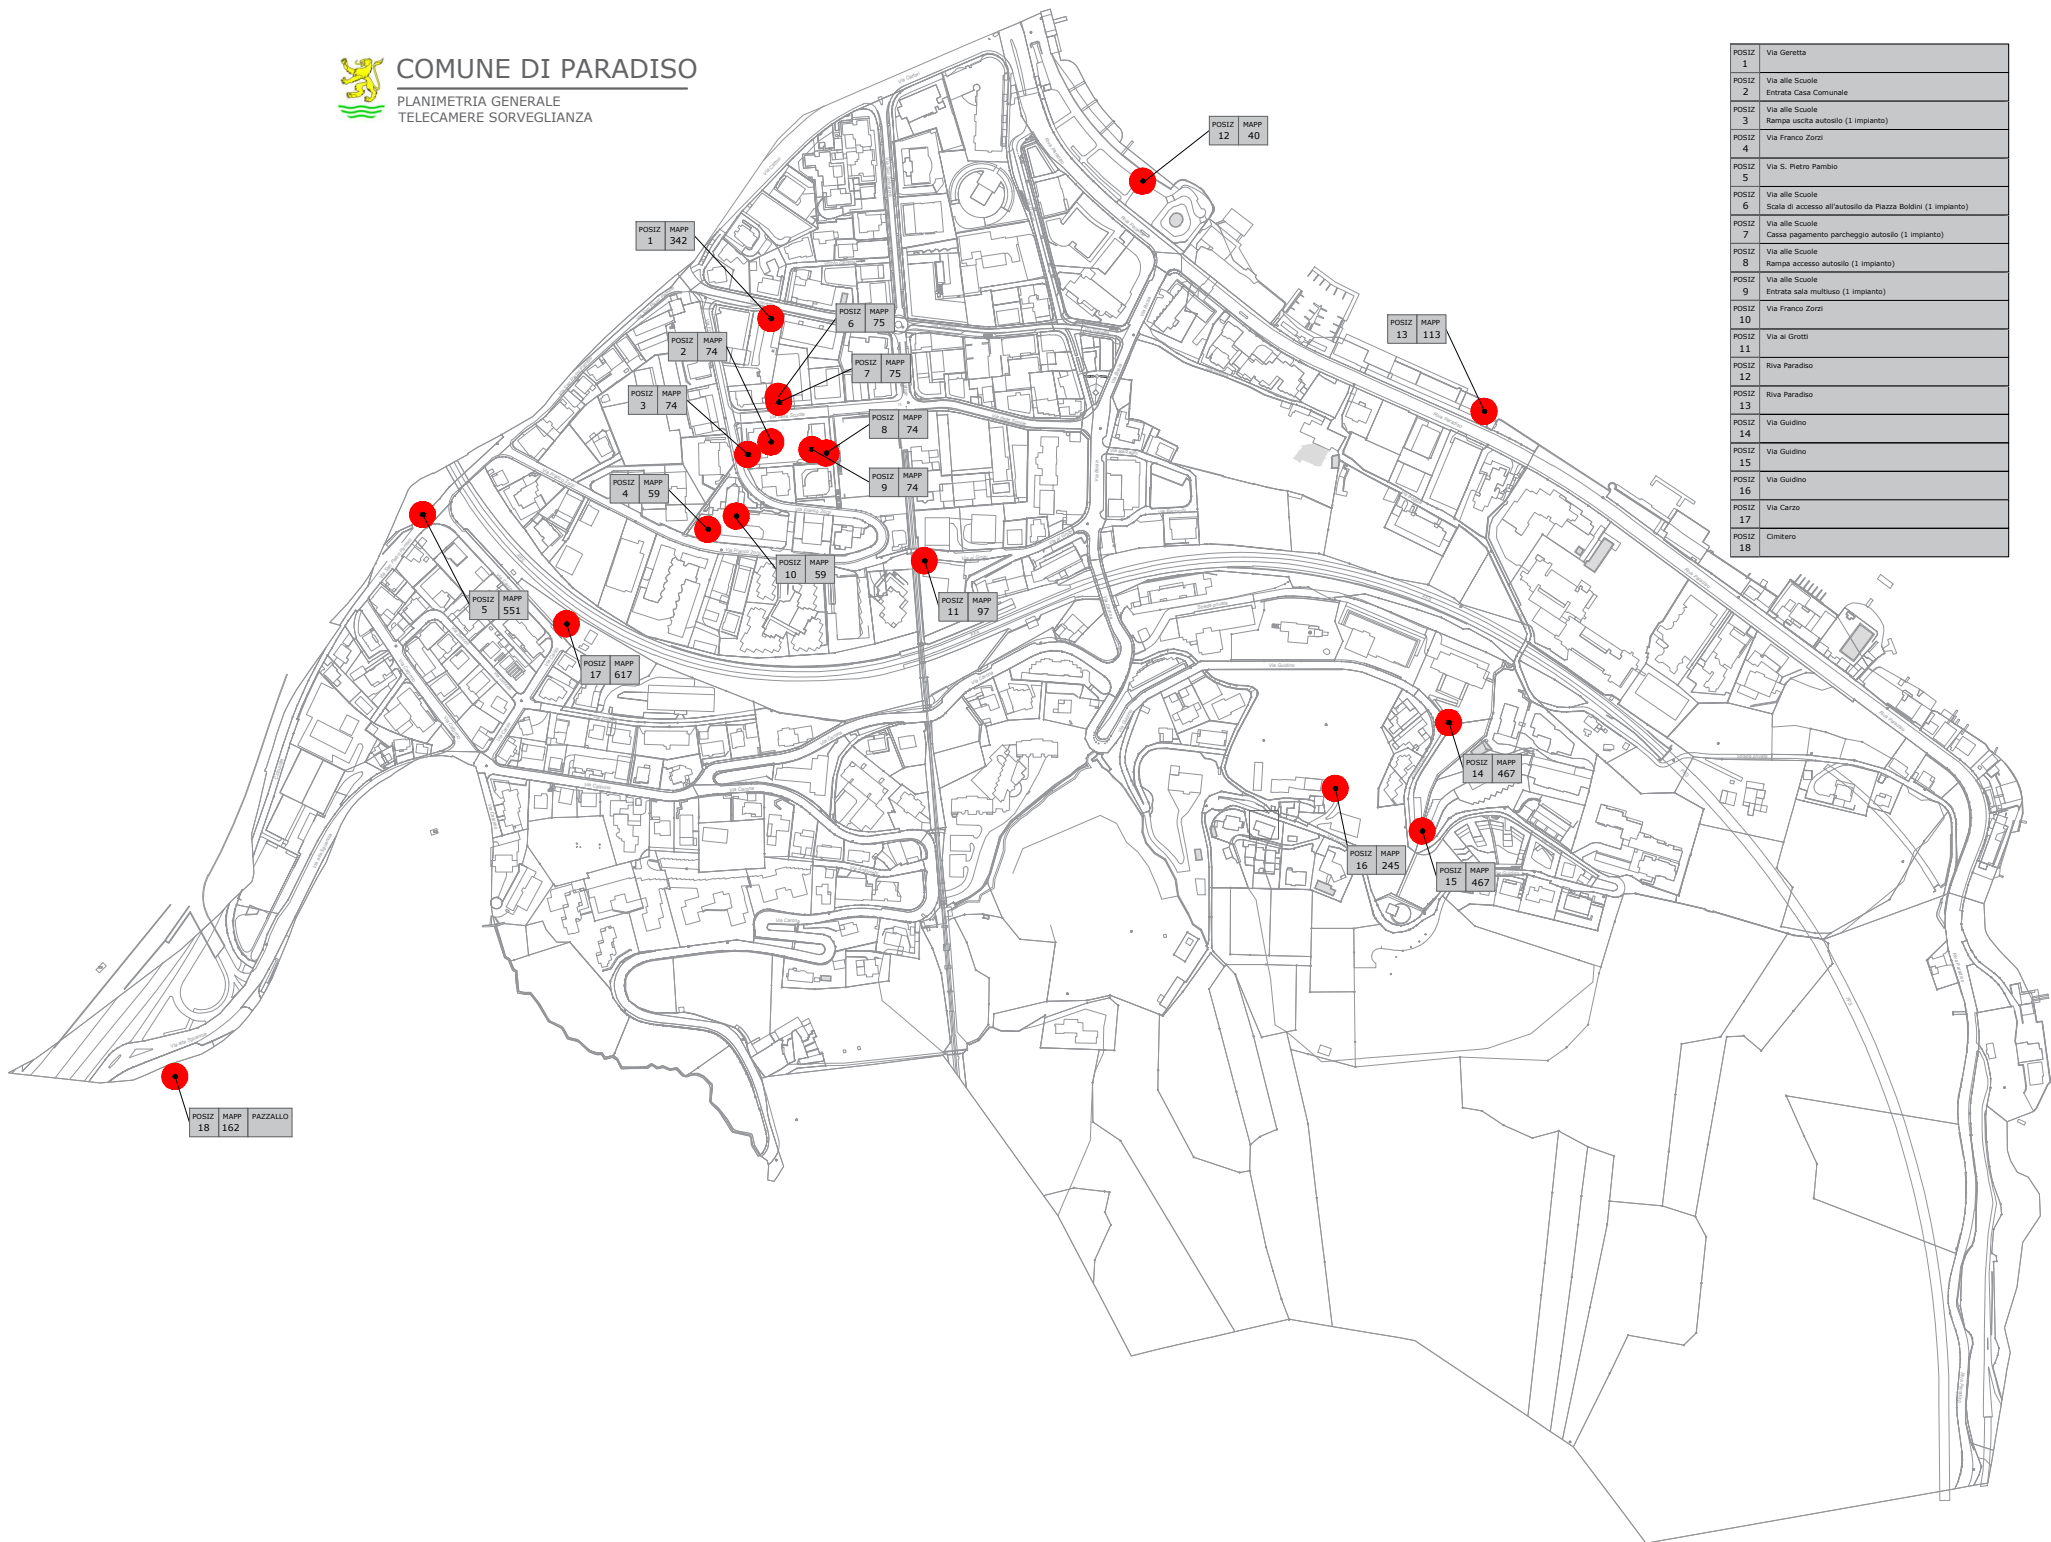 COMUNE DI PARADISO
PLANIMETRIA GENERALE
TELECAMERE SORVEGLIANZA
POSIZ 1 Via Geretta
POSIZ 2 Via alle Scuole
Entrata Casa Comunale
POSIZ 3 Via alle Scuole
Rampa uscita autosilo (1 impianto)
POSIZ 4 Via Franco Zorzi
POSIZ 5 Via S. Pietro Pambio
POSIZ 6 Via alle Scuole
Scala di accesso all'autosilo da Piazza Boldini (1 impianto)
POSIZ 7 Via alle Scuole
Cassa pagamento parcheggio autosilo (1 impianto)
POSIZ 8 Via alle Scuole
Rampa accesso autosilo (1 impianto)
POSIZ 9 Via alle Scuole
Entrata sala multiuso (1 impianto)
POSIZ 10 Via Franco Zorzi
POSIZ 11 Via ai Grotti
POSIZ 12 Riva Paradiso
POSIZ 13 Riva Paradiso
POSIZ 14 Via Guidino
POSIZ 15 Via Guidino
POSIZ 16 Via Guidino
POSIZ 17 Via Carzo
POSIZ 18 Cimitero
POSIZ 12 MAPP 40
POSIZ 1 MAPP 342
POSIZ 6 MAPP 75
POSIZ 13 MAPP 113
POSIZ 2 MAPP 74
POSIZ 7 MAPP 75
POSIZ 3 MAPP 74
POSIZ 8 MAPP 74
POSIZ 9 MAPP 74
POSIZ 4 MAPP 59
POSIZ 10 MAPP 59
POSIZ 5 MAPP 551
POSIZ 11 MAPP 97
POSIZ 17 MAPP 617
POSIZ 14 MAPP 467
POSIZ 16 MAPP 245
POSIZ 15 MAPP 467
POSIZ 18 MAPP 162 PAZZALLO
Riva Paradiso
Via Guidino